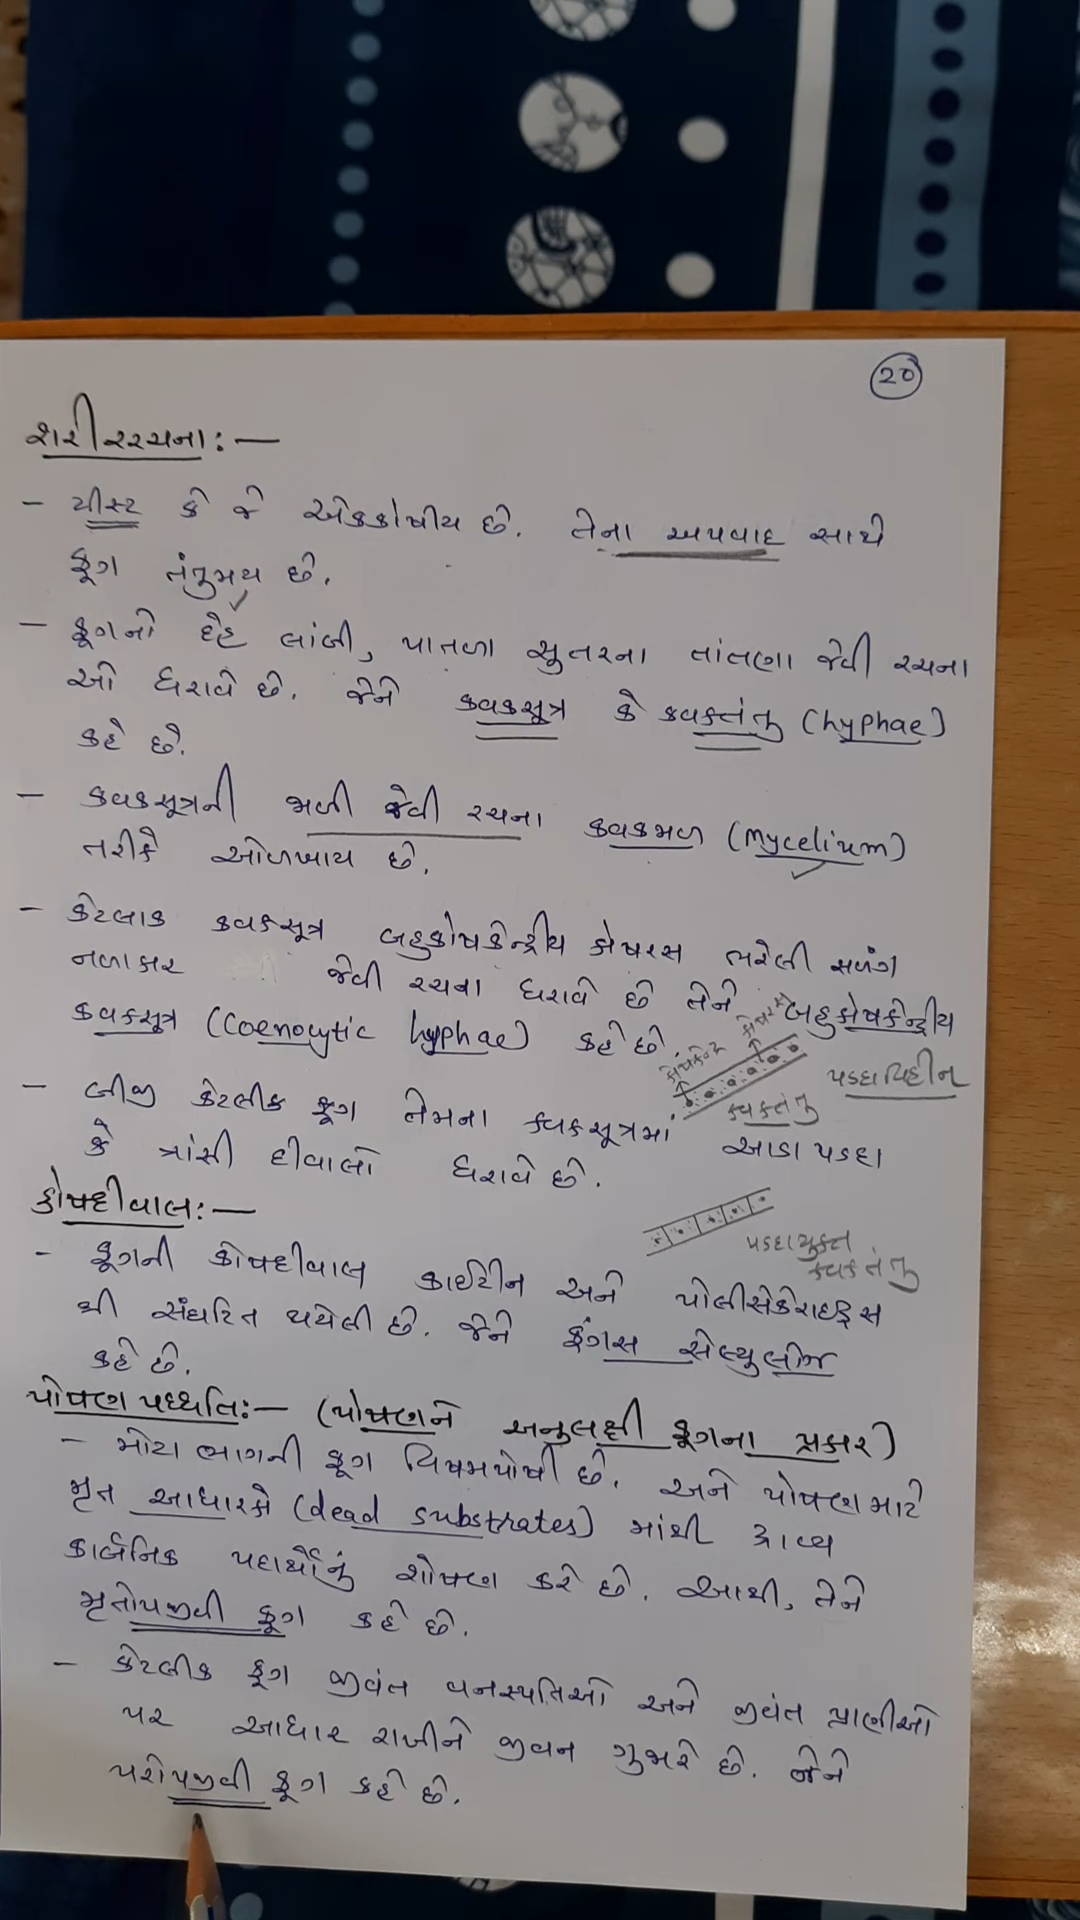 20
શરીરરચના :—
- યીસ્ટ કે જે એકકોષીય છે. તેના અપવાદ સાથે
ફૂગ તંતુમય છે.
- ફૂગનો દેહ લાંબી, પાતળા સુતરના તાંતણા જેવી રચના
ઓ ધરાવે છે. જેને કવકસૂત્ર કે કવકતંતુ (hyphae)
કહે છે.
- કવકસૂત્રની જાળી જેવી રચના કવકજાળ (Mycelium)
તરીકે ઓળખાય છે.
- કેટલાક કવકસૂત્ર બહુકોષકેન્દ્રીય કોષરસ ભરેલી સળંગ
નળાકાર જેવી રચના ધરાવે છે તેને બહુકોષકેન્દ્રીય
કવકસૂત્ર (Coenocytic hyphae) કહે છે.
કોષકેન્દ્ર કોષરસ
પડદાવિહીન
કવકતંતુ
- બીજી કેટલીક ફૂગ તેમના કવકસૂત્રમાં આડા પડદા
કે ત્રાંસી દીવાલો ધરાવે છે.
પડદાયુક્ત
કવકતંતુ
કોષદીવાલ :—
- ફૂગની કોષદીવાલ કાઈટીન અને પોલીસેકેરાઇડ્સ
થી સંઘટિત થયેલી છે. જેને ફંગસ સેલ્યુલોઝ
કહે છે.
પોષણ પધ્ધતિ :— (પોષણને અનુલક્ષી ફૂગના પ્રકાર)
- મોટા ભાગની ફૂગ વિષમપોષી છે. અને પોષણ માટે
મૃત આધારકો (dead substrates) માંથી દ્રાવ્ય
કાર્બનિક પદાર્થોનું શોષણ કરે છે. આથી, તેને
મૃતોપજીવી ફૂગ કહે છે.
- કેટલીક ફૂગ જીવંત વનસ્પતિઓ અને જીવંત પ્રાણીઓ
પર આધાર રાખીને જીવન ગુજારે છે. જેને
પરોપજીવી ફૂગ કહે છે.